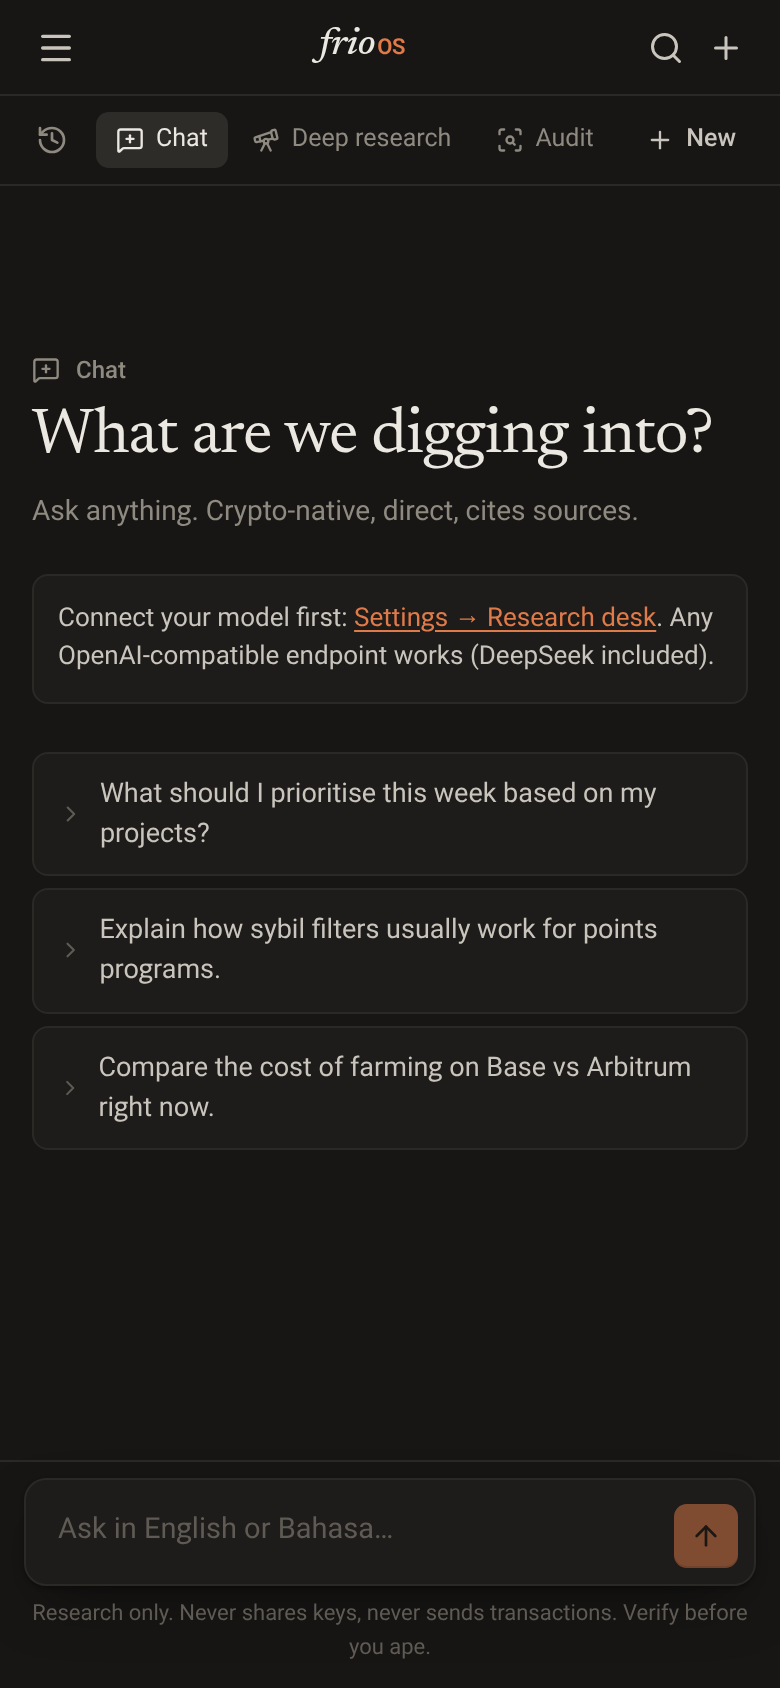 frio os
Chat
Deep research
Audit
New
Chat
What are we digging into?
Ask anything. Crypto-native, direct, cites sources.
Connect your model first: Settings → Research desk. Any
OpenAI-compatible endpoint works (DeepSeek included).
What should I prioritise this week based on my
projects?
Explain how sybil filters usually work for points
programs.
Compare the cost of farming on Base vs Arbitrum
right now.
Ask in English or Bahasa…
Research only. Never shares keys, never sends transactions. Verify before
you ape.